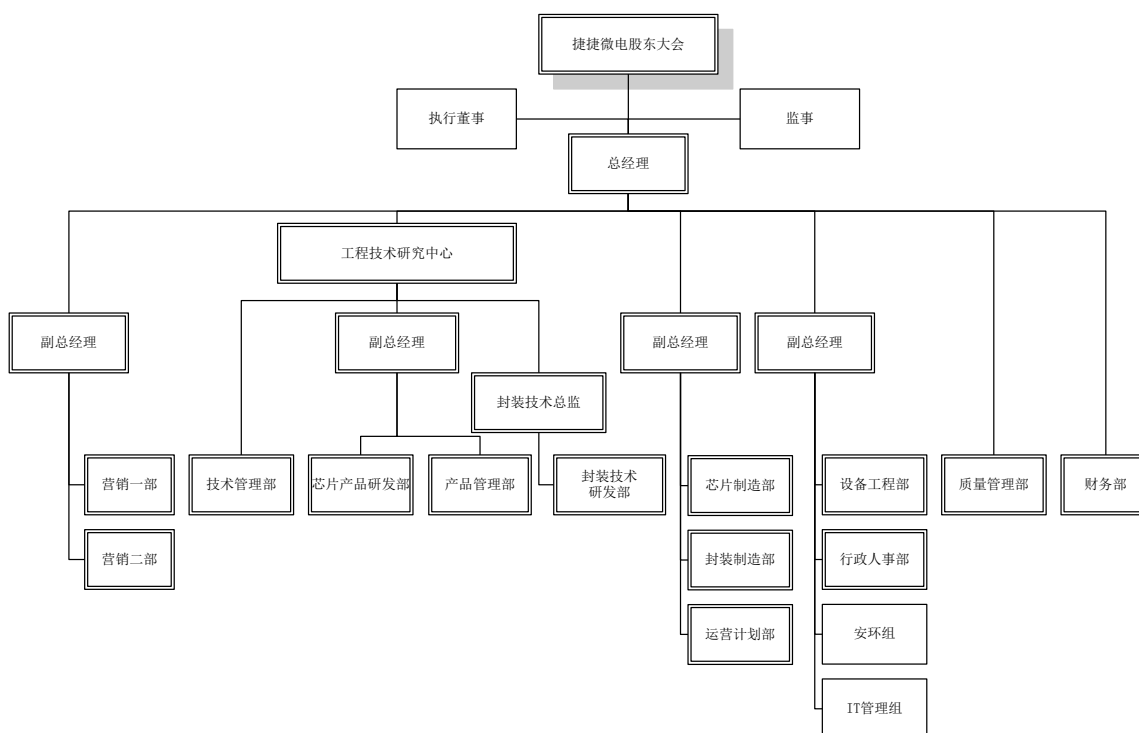 捷捷微电股东大会
执行董事
监事
总经理
工程技术研究中心
副总经理
副总经理
副总经理
副总经理
封装技术总监
营销一部
技术管理部
芯片产品研发部
产品管理部
封装技术
研发部
芯片制造部
设备工程部
质量管理部
财务部
营销二部
封装制造部
行政人事部
运营计划部
安环组
IT管理组